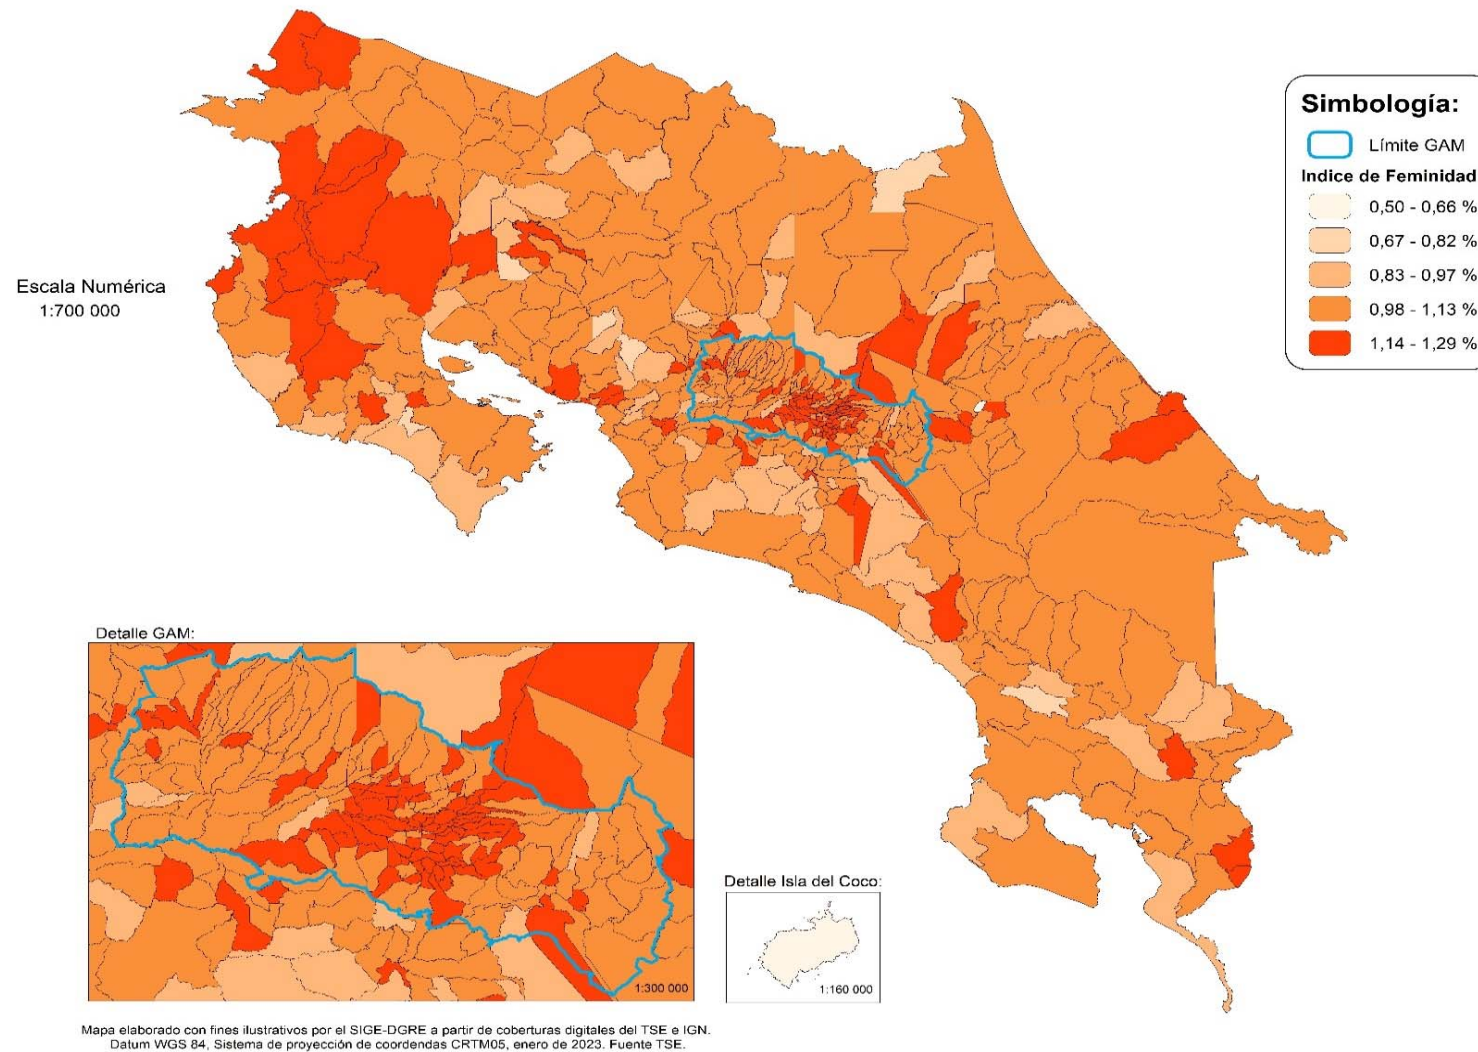 Simbología:
Límite GAM
Indice de Feminidad
0,50 - 0,66 %
0,67 - 0,82 %
0,83 - 0,97 %
0,98 - 1,13 %
1,14 - 1,29 %
Escala Numérica
1:700 000
Detalle GAM:
1:300 000
Detalle Isla del Coco:
1:160 000
Mapa elaborado con fines ilustrativos por el SIGE-DGRE a partir de coberturas digitales del TSE e IGN.
Datum WGS 84, Sistema de proyección de coordendas CRTM05, enero de 2023. Fuente TSE.